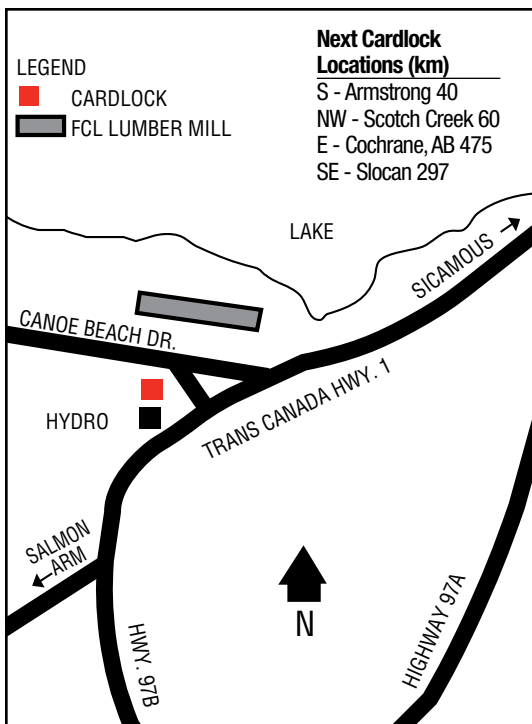 LEGEND
CARDLOCK
FCL LUMBER MILL
Next Cardlock
Locations (km)
S - Armstrong 40
NW - Scotch Creek 60
E - Cochrane, AB 475
SE - Slocan 297
LAKE
SICAMOUS
CANOE BEACH DR.
TRANS CANADA HWY. 1
HYDRO
SALMON
ARM
N
HWY. 97B
HIGHWAY 97A